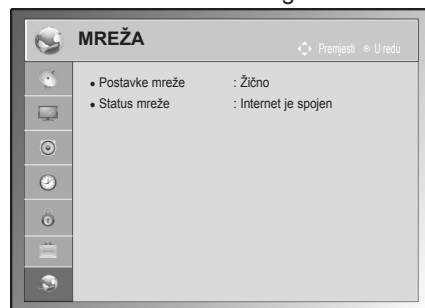 MREŽA
Premjesti ⊙ U redu
• Postavke mreže : Žično
• Status mreže : Internet je spojen